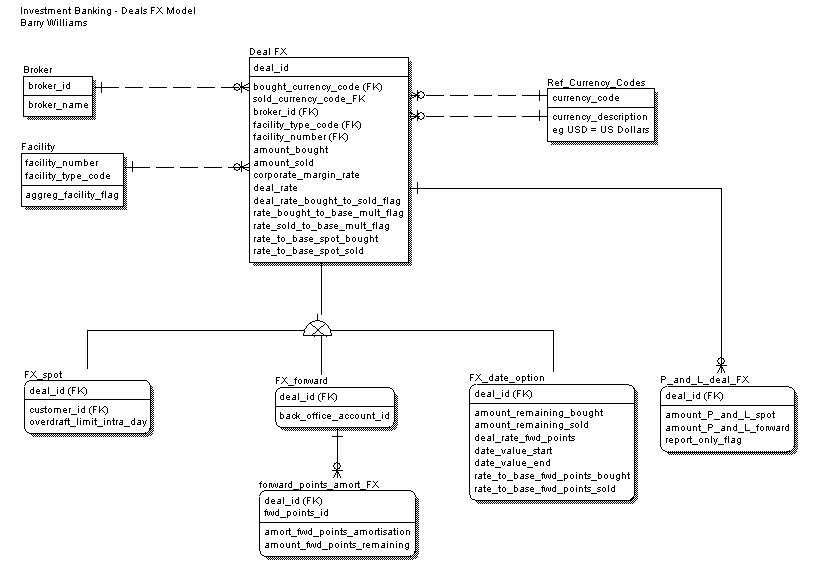 Investment Banking - Deals FX Model
Barry Williams
Deal FX
deal_id
bought_currency_code (FK)
sold_currency_code_FK
broker_id (FK)
facility_type_code (FK)
facility_number (FK)
amount_bought
amount_sold
corporate_margin_rate
deal_rate
deal_rate_bought_to_sold_flag
rate_bought_to_base_mult_flag
rate_sold_to_base_mult_flag
rate_to_base_spot_bought
rate_to_base_spot_sold
Broker
broker_id
broker_name
Facility
facility_number
facility_type_code
aggreg_facility_flag
Ref_Currency_Codes
currency_code
currency_description
eg USD = US Dollars
FX_spot
deal_id (FK)
customer_id (FK)
overdraft_limit_intra_day
FX_forward
deal_id (FK)
back_office_account_id
forward_points_amort_FX
deal_id (FK)
fwd_points_id
amort_fwd_points_amortisation
amount_fwd_points_remaining
FX_date_option
deal_id (FK)
amount_remaining_bought
amount_remaining_sold
deal_rate_fwd_points
date_value_start
date_value_end
rate_to_base_fwd_points_bought
rate_to_base_fwd_points_sold
P_and_L_deal_FX
deal_id (FK)
amount_P_and_L_spot
amount_P_and_L_forward
report_only_flag